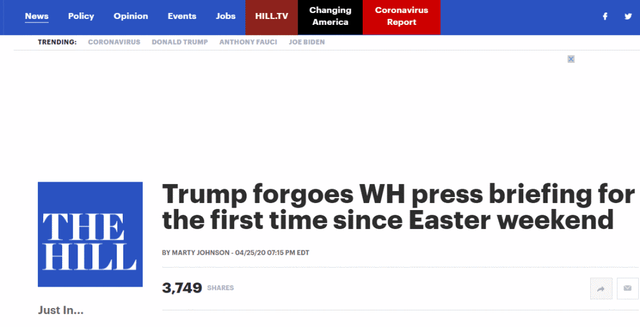 News Policy Opinion Events Jobs HILL.TV Changing America Coronavirus Report
TRENDING: CORONAVIRUS DONALD TRUMP ANTHONY FAUCI JOE BIDEN
THE HILL
Trump forgoes WH press briefing for
the first time since Easter weekend
BY MARTY JOHNSON - 04/25/20 07:15 PM EDT
3,749 SHARES
Just In...